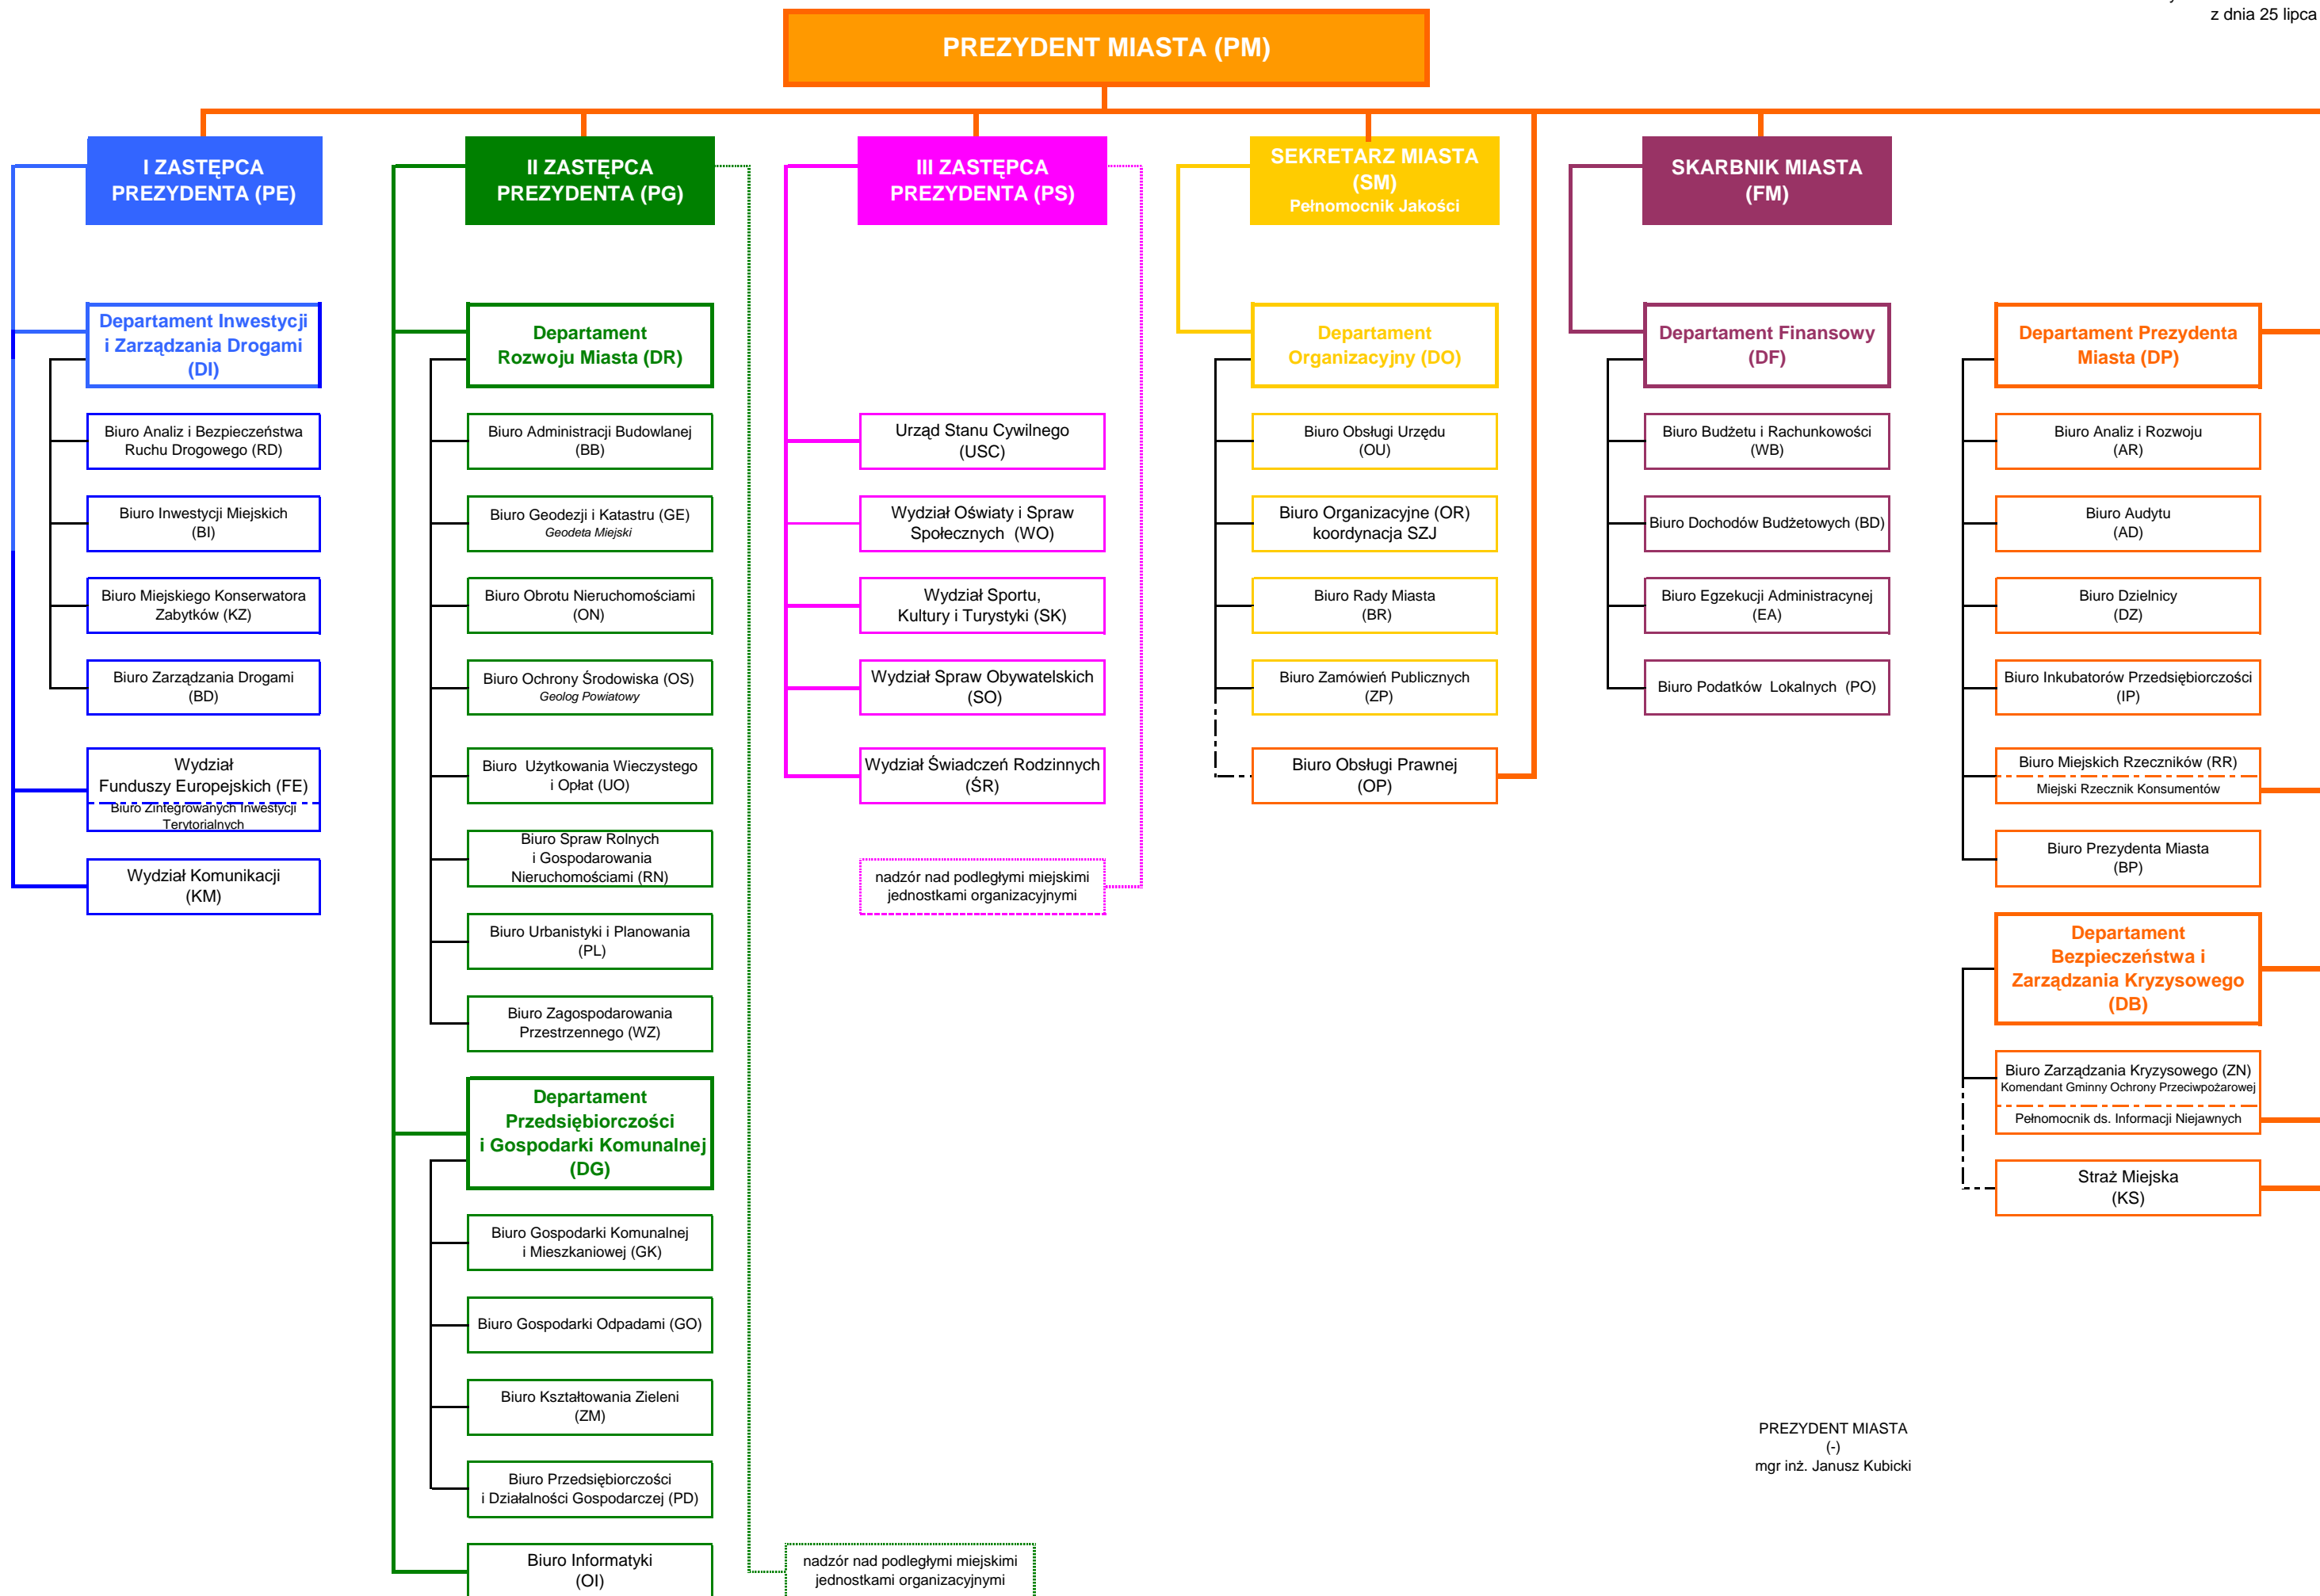 z dnia 25 lipca
PREZYDENT MIASTA (PM)
I ZASTĘPCA
PREZYDENTA (PE)
II ZASTĘPCA
PREZYDENTA (PG)
III ZASTĘPCA
PREZYDENTA (PS)
SEKRETARZ MIASTA
(SM)
Pełnomocnik Jakości
SKARBNIK MIASTA
(FM)
Departament Inwestycji
i Zarządzania Drogami
(DI)
Biuro Analiz i Bezpieczeństwa
Ruchu Drogowego (RD)
Biuro Inwestycji Miejskich
(BI)
Biuro Miejskiego Konserwatora
Zabytków (KZ)
Biuro Zarządzania Drogami
(BD)
Wydział
Funduszy Europejskich (FE)
Biuro Zintegrowanych Inwestycji
Terytorialnych
Wydział Komunikacji
(KM)
Departament
Rozwoju Miasta (DR)
Biuro Administracji Budowlanej
(BB)
Biuro Geodezji i Katastru (GE)
Geodeta Miejski
Biuro Obrotu Nieruchomościami
(ON)
Biuro Ochrony Środowiska (OS)
Geolog Powiatowy
Biuro  Użytkowania Wieczystego
i Opłat (UO)
Biuro Spraw Rolnych
i Gospodarowania
Nieruchomościami (RN)
Biuro Urbanistyki i Planowania
(PL)
Biuro Zagospodarowania
Przestrzennego (WZ)
Departament
Przedsiębiorczości
i Gospodarki Komunalnej
(DG)
Biuro Gospodarki Komunalnej
i Mieszkaniowej (GK)
Biuro Gospodarki Odpadami (GO)
Biuro Kształtowania Zieleni
(ZM)
Biuro Przedsiębiorczości
i Działalności Gospodarczej (PD)
Biuro Informatyki
(OI)
Urząd Stanu Cywilnego
(USC)
Wydział Oświaty i Spraw
Społecznych  (WO)
Wydział Sportu,
Kultury i Turystyki (SK)
Wydział Spraw Obywatelskich
(SO)
Wydział Świadczeń Rodzinnych
(ŚR)
nadzór nad podległymi miejskimi
jednostkami organizacyjnymi
nadzór nad podległymi miejskimi
jednostkami organizacyjnymi
Departament
Organizacyjny (DO)
Biuro Obsługi Urzędu
(OU)
Biuro Organizacyjne (OR)
koordynacja SZJ
Biuro Rady Miasta
(BR)
Biuro Zamówień Publicznych
(ZP)
Biuro Obsługi Prawnej
(OP)
Departament Finansowy
(DF)
Biuro Budżetu i Rachunkowości
(WB)
Biuro Dochodów Budżetowych (BD)
Biuro Egzekucji Administracynej
(EA)
Biuro Podatków  Lokalnych  (PO)
Departament Prezydenta
Miasta (DP)
Biuro Analiz i Rozwoju
(AR)
Biuro Audytu
(AD)
Biuro Dzielnicy
(DZ)
Biuro Inkubatorów Przedsiębiorczości
(IP)
Biuro Miejskich Rzeczników (RR)
Miejski Rzecznik Konsumentów
Biuro Prezydenta Miasta
(BP)
Departament
Bezpieczeństwa i
Zarządzania Kryzysowego
(DB)
Biuro Zarządzania Kryzysowego (ZN)
Komendant Gminny Ochrony Przeciwpożarowej
Pełnomocnik ds. Informacji Niejawnych
Straż Miejska
(KS)
PREZYDENT MIASTA
(-)
mgr inż. Janusz Kubicki